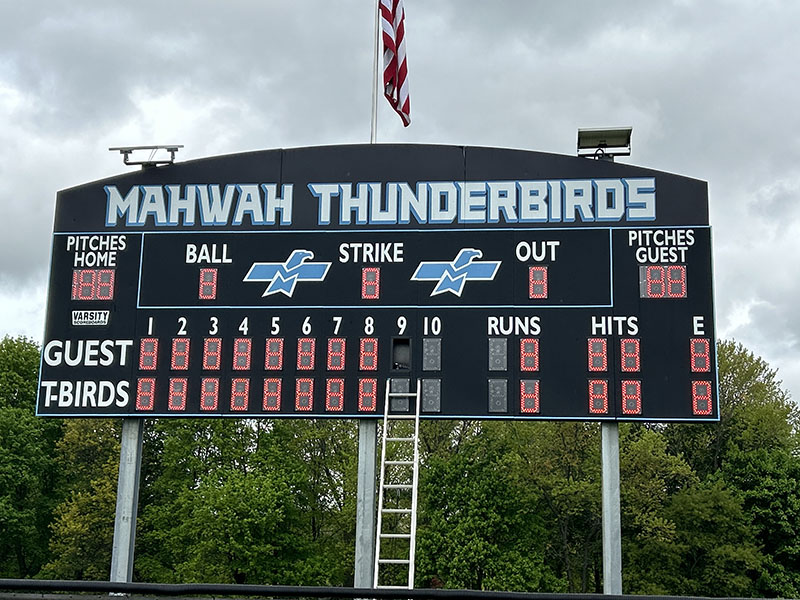 MAHWAH THUNDERBIRDS
PITCHES HOME
BALL
STRIKE
OUT
PITCHES GUEST
VARSITY SCOREBOARDS
1 2 3 4 5 6 7 8 9 10 RUNS HITS E
GUEST
T-BIRDS